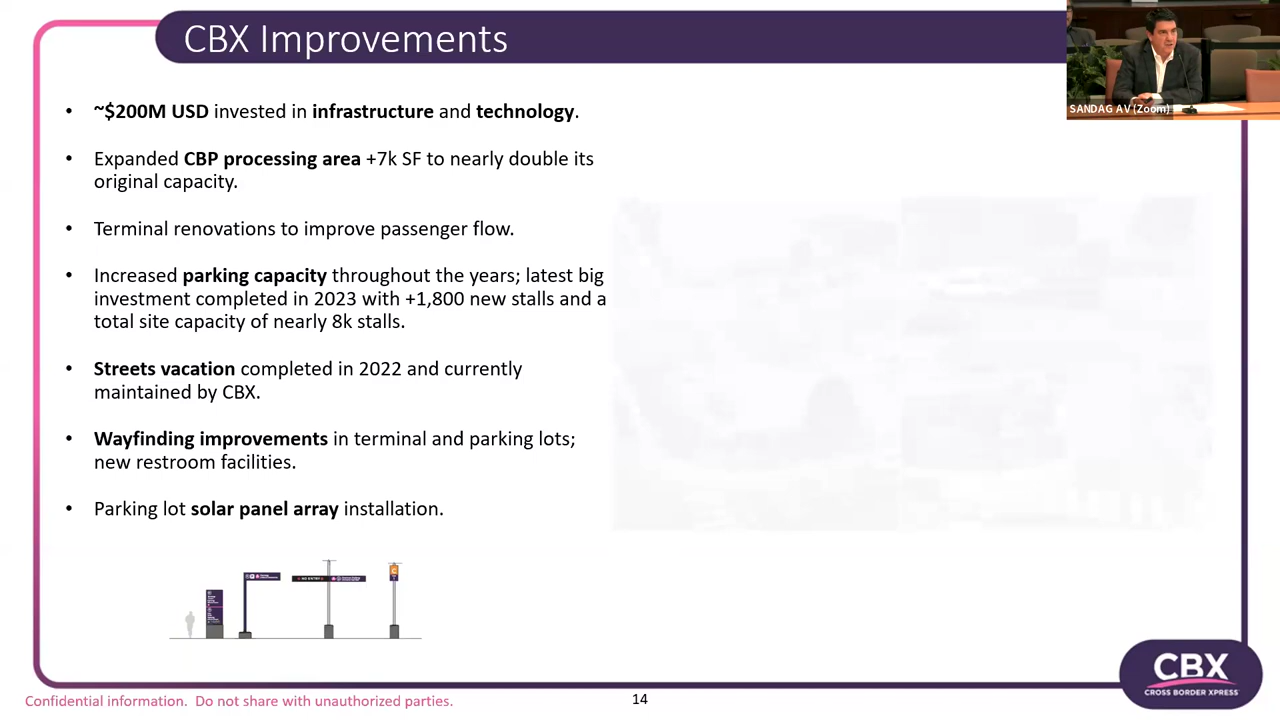 CBX Improvements
SANDAG AV (Zoom)
• ~$200M USD invested in infrastructure and technology.
• Expanded CBP processing area +7k SF to nearly double its
original capacity.
• Terminal renovations to improve passenger flow.
• Increased parking capacity throughout the years; latest big
investment completed in 2023 with +1,800 new stalls and a
total site capacity of nearly 8k stalls.
• Streets vacation completed in 2022 and currently
maintained by CBX.
• Wayfinding improvements in terminal and parking lots;
new restroom facilities.
• Parking lot solar panel array installation.
CBX
CROSS BORDER XPRESS
Confidential information. Do not share with unauthorized parties.
14